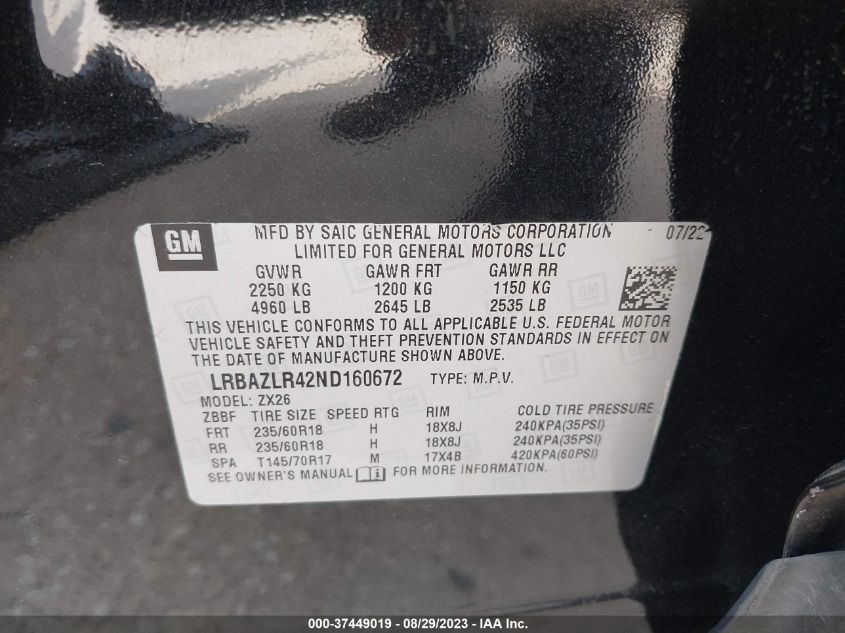 GM
MFD BY SAIC GENERAL MOTORS CORPORATION 07/22
LIMITED FOR GENERAL MOTORS LLC
GVWR GAWR FRT GAWR RR
2250 KG 1200 KG 1150 KG
4960 LB 2645 LB 2535 LB
THIS VEHICLE CONFORMS TO ALL APPLICABLE U.S. FEDERAL MOTOR
VEHICLE SAFETY AND THEFT PREVENTION STANDARDS IN EFFECT ON
THE DATE OF MANUFACTURE SHOWN ABOVE.
LRBAZLR42ND160672 TYPE: M.P.V.
MODEL: ZX26
ZBBF TIRE SIZE SPEED RTG RIM COLD TIRE PRESSURE
FRT 235/60R18 H 18X8J 240KPA(35PSI)
RR 235/60R18 H 18X8J 240KPA(35PSI)
SPA T145/70R17 M 17X4B 420KPA(60PSI)
SEE OWNER'S MANUAL FOR MORE INFORMATION.
000-37449019 - 08/29/2023 - © IAA, Inc.